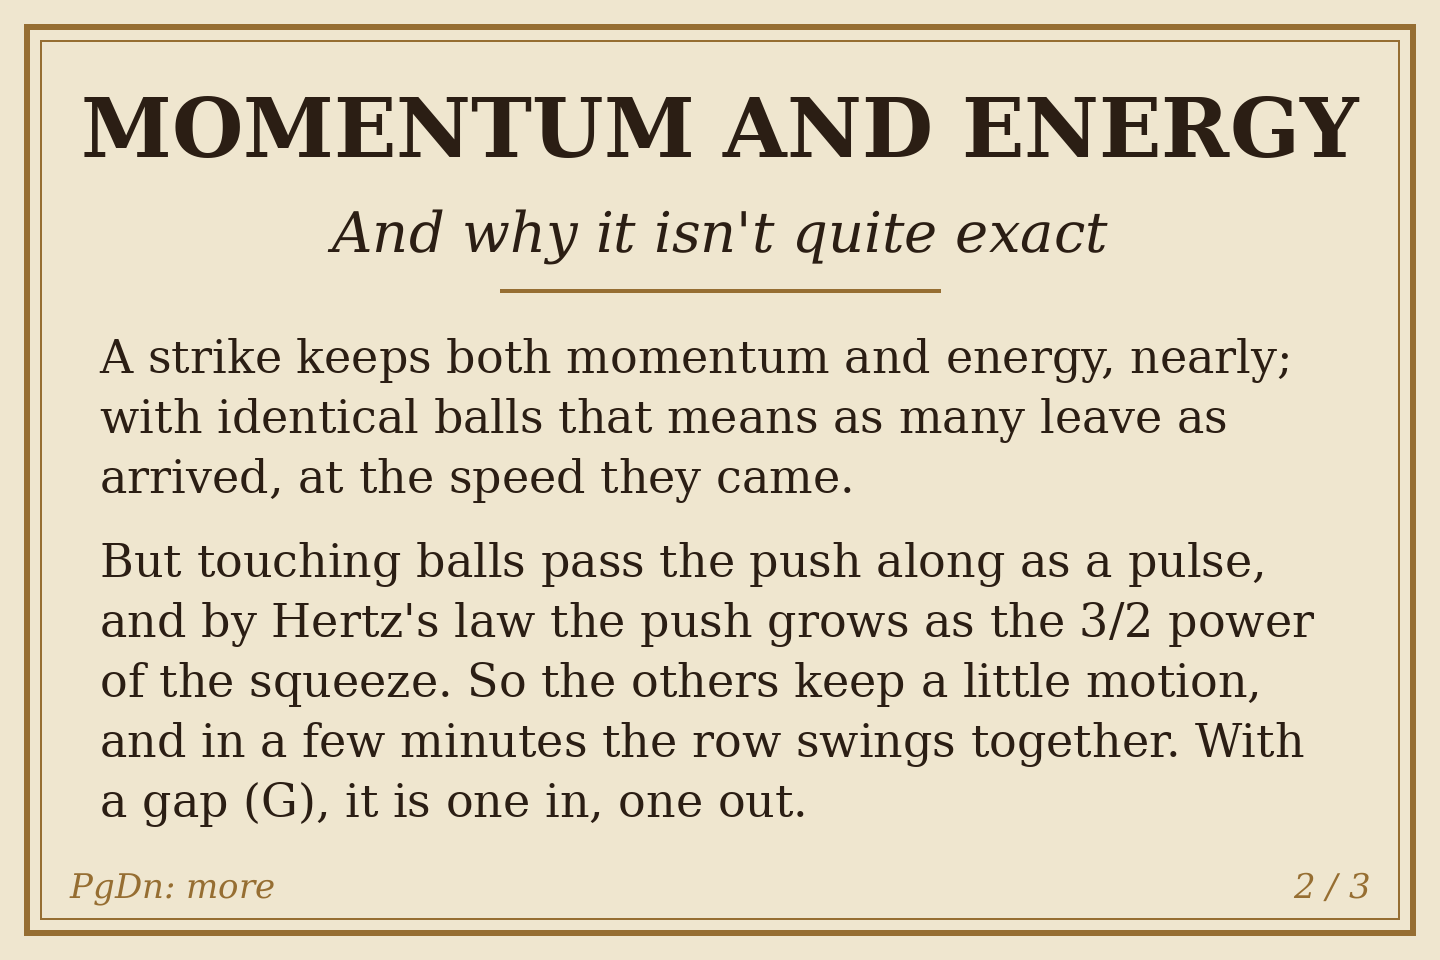 MOMENTUM AND ENERGY
And why it isn't quite exact
A strike keeps both momentum and energy, nearly;
with identical balls that means as many leave as
arrived, at the speed they came.
But touching balls pass the push along as a pulse,
and by Hertz's law the push grows as the 3/2 power
of the squeeze. So the others keep a little motion,
and in a few minutes the row swings together. With
a gap (G), it is one in, one out.
PgDn: more
2 / 3